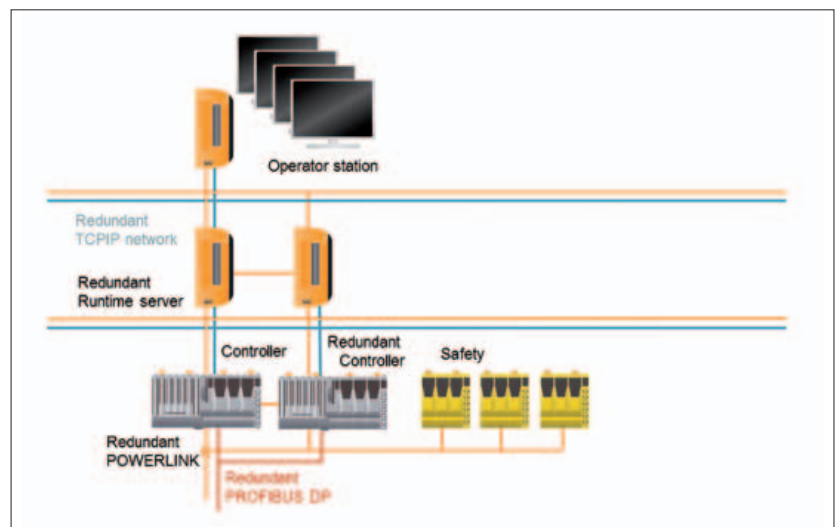 Operator station
Redundant
TCPIP network
Redundant
Runtime server
Controller
Redundant
Controller
Safety
Redundant
POWERLINK
Redundant
PROFIBUS DP